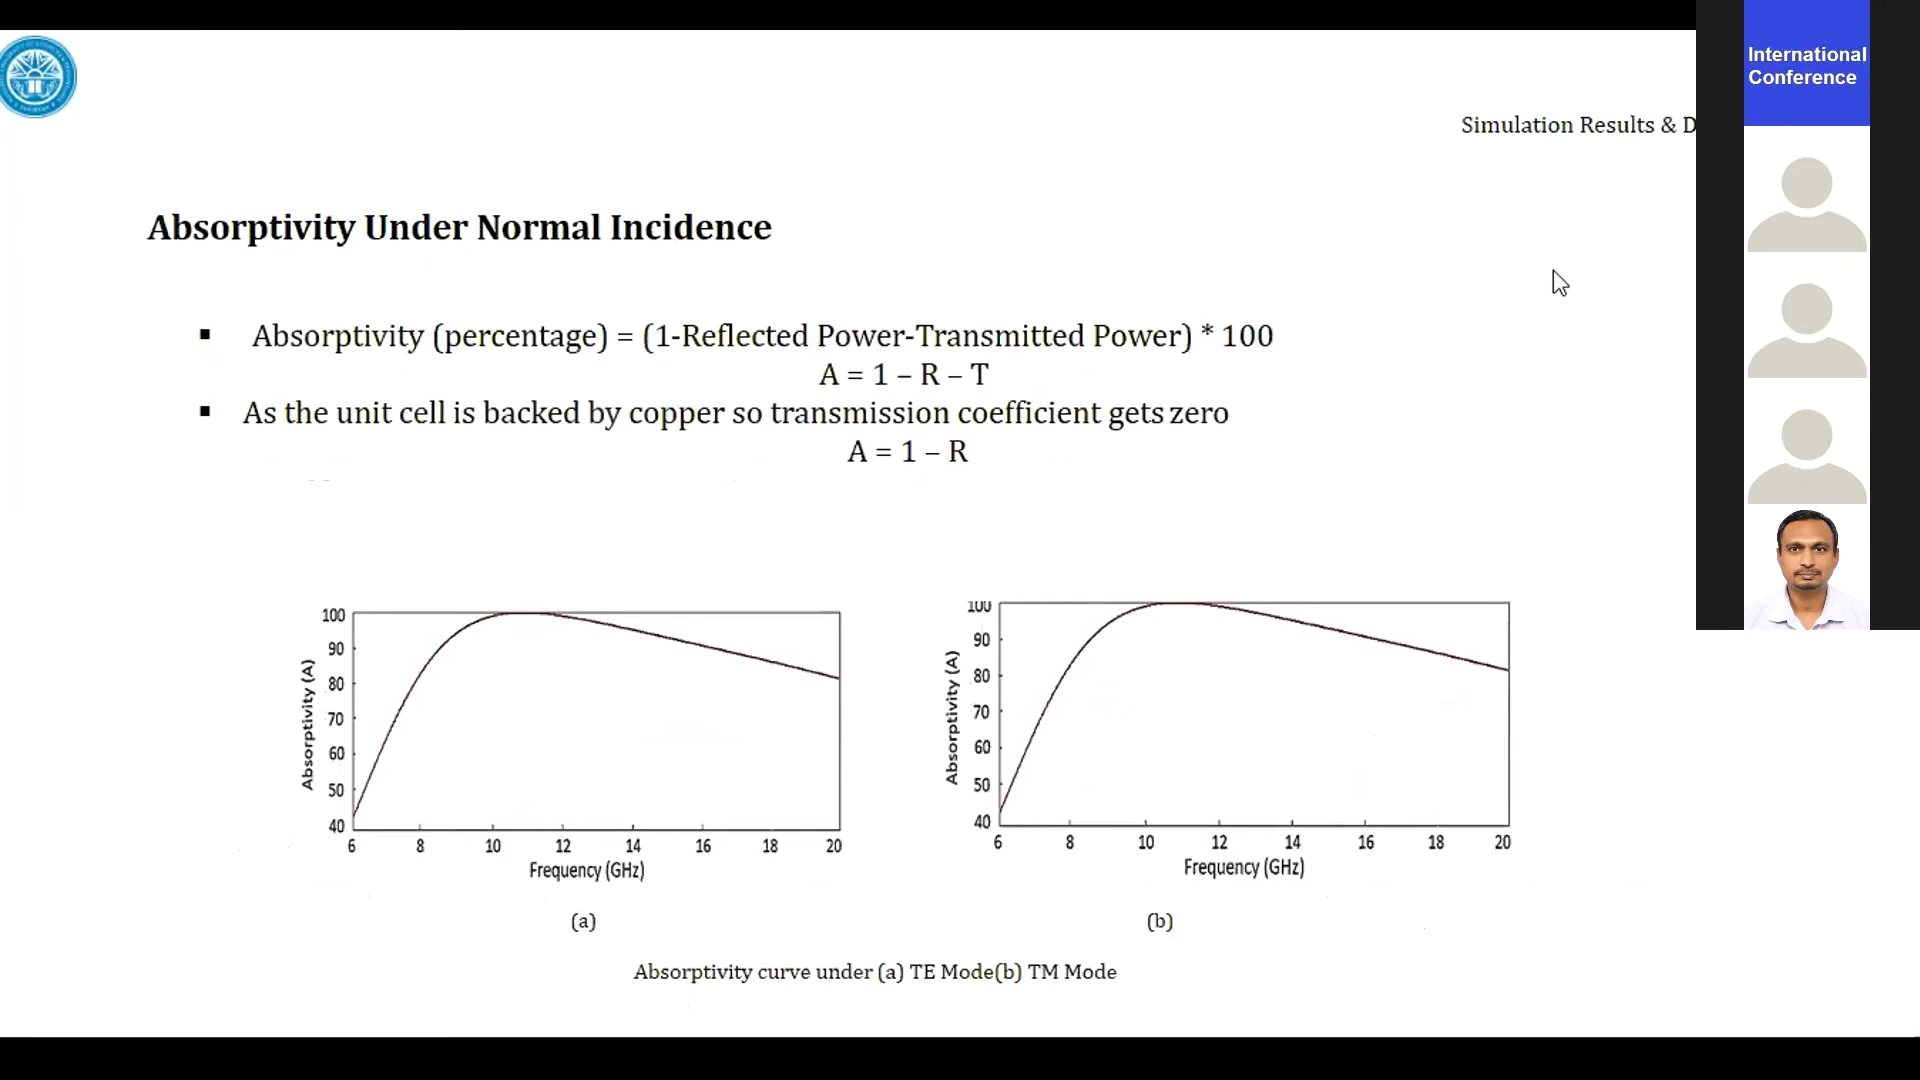 International
Conference
Simulation Results & D
Absorptivity Under Normal Incidence
▪ Absorptivity (percentage) = (1-Reflected Power-Transmitted Power) * 100
A = 1 – R – T
▪ As the unit cell is backed by copper so transmission coefficient gets zero
A = 1 – R
Absorptivity (A)
100
90
80
70
60
50
40
6 8 10 12 14 16 18 20
Frequency (GHz)
(a)
Absorptivity (A)
100
90
80
70
60
50
40
6 8 10 12 14 16 18 20
Frequency (GHz)
(b)
Absorptivity curve under (a) TE Mode(b) TM Mode